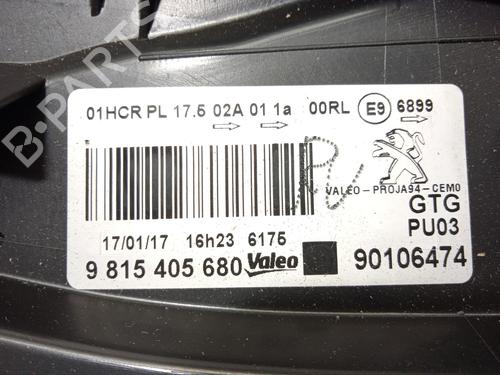 01HCR PL 17.5 02A 01 1a 00RL E9 6899
VALEO-PROJA94-CEM0
GTG
PU03
17/01/17 16h23 6175
9 815 405 680 Valeo 90106474